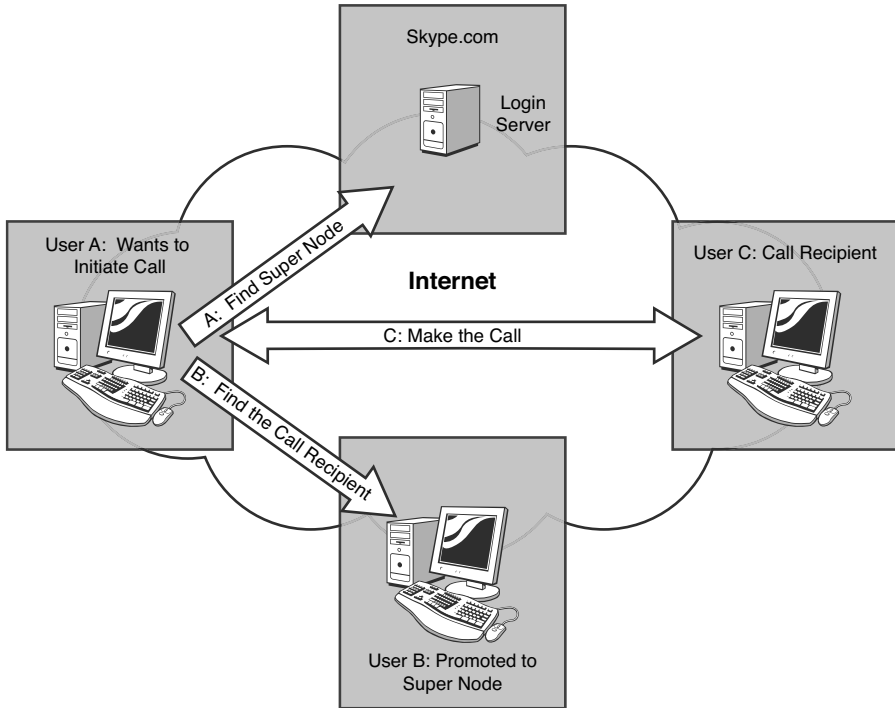 Skype.com
Login
Server
User A:  Wants to
Initiate Call
A:  Find Super Node
Internet
User C: Call Recipient
C: Make the Call
B:  Find the Call Recipient
User B: Promoted to
Super Node